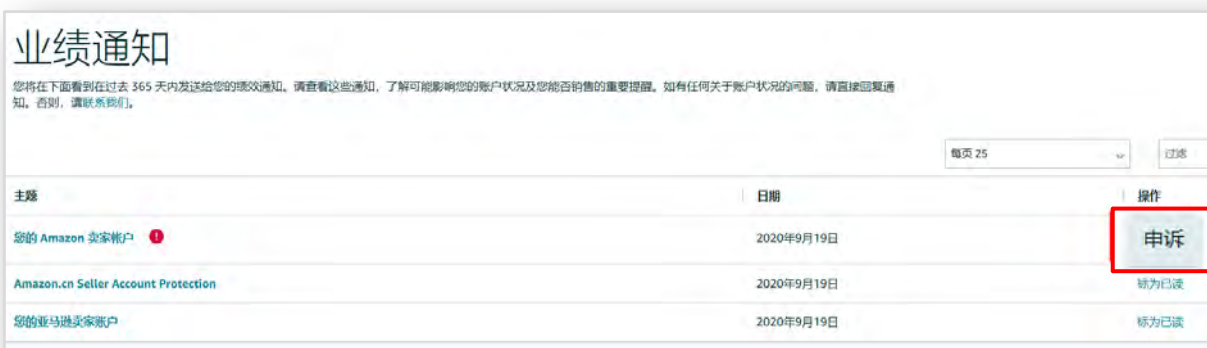 业绩通知
您将在下面看到在过去 365 天内发送给您的绩效通知。请查看这些通知，了解可能影响您的账户状况及您能否销售的重要提醒。如有任何关于账户状况的问题，请直接回复通
知。否则，请联系我们。
每页 25 过滤
主题 日期 操作
您的 Amazon 卖家帐户 2020年9月19日 申诉
Amazon.cn Seller Account Protection 2020年9月19日 标为已读
您的亚马逊卖家账户 2020年9月19日 标为已读